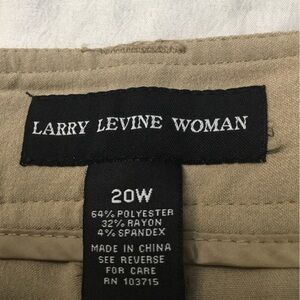 LARRY LEVINE WOMAN
20W
64% POLYESTER
32% RAYON
4% SPANDEX
MADE IN CHINA
SEE REVERSE
FOR CARE
RN 103715